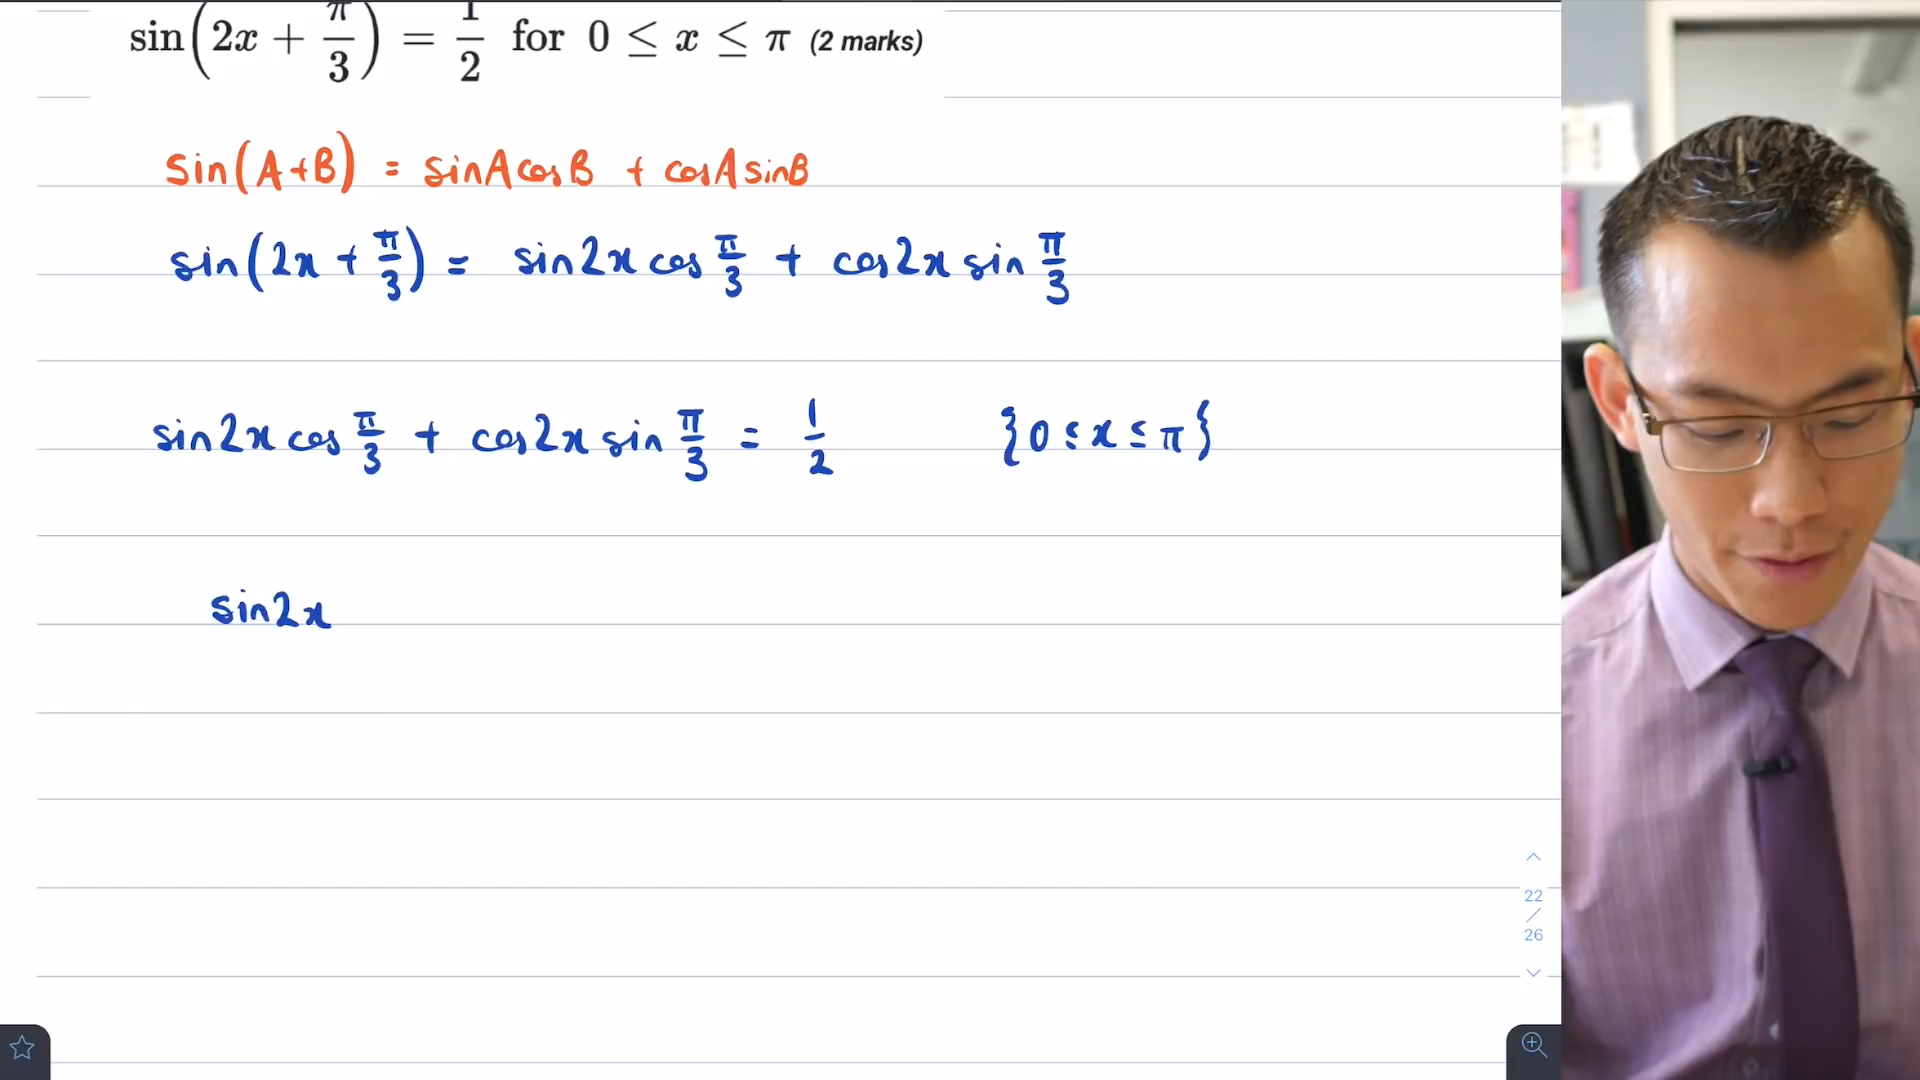 sin(2x + π/3) = 1/2 for 0 ≤ x ≤ π (2 marks)
sin(A+B) = sinAcosB + cosAsinB
sin(2x + π/3) = sin2x cos π/3 + cos2x sin π/3
sin2x cos π/3 + cos2x sin π/3 = 1/2 {0 ≤ x ≤ π}
sin2x
22
/
26